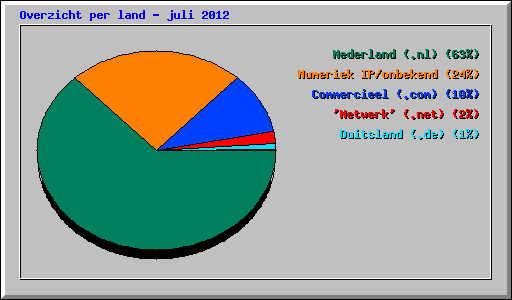 Overzicht per land - juli 2012
Nederland (.nl) (63%)
Numeriek IP/onbekend (24%)
Commercieel (.com) (10%)
'Netwerk' (.net) (2%)
Duitsland (.de) (1%)